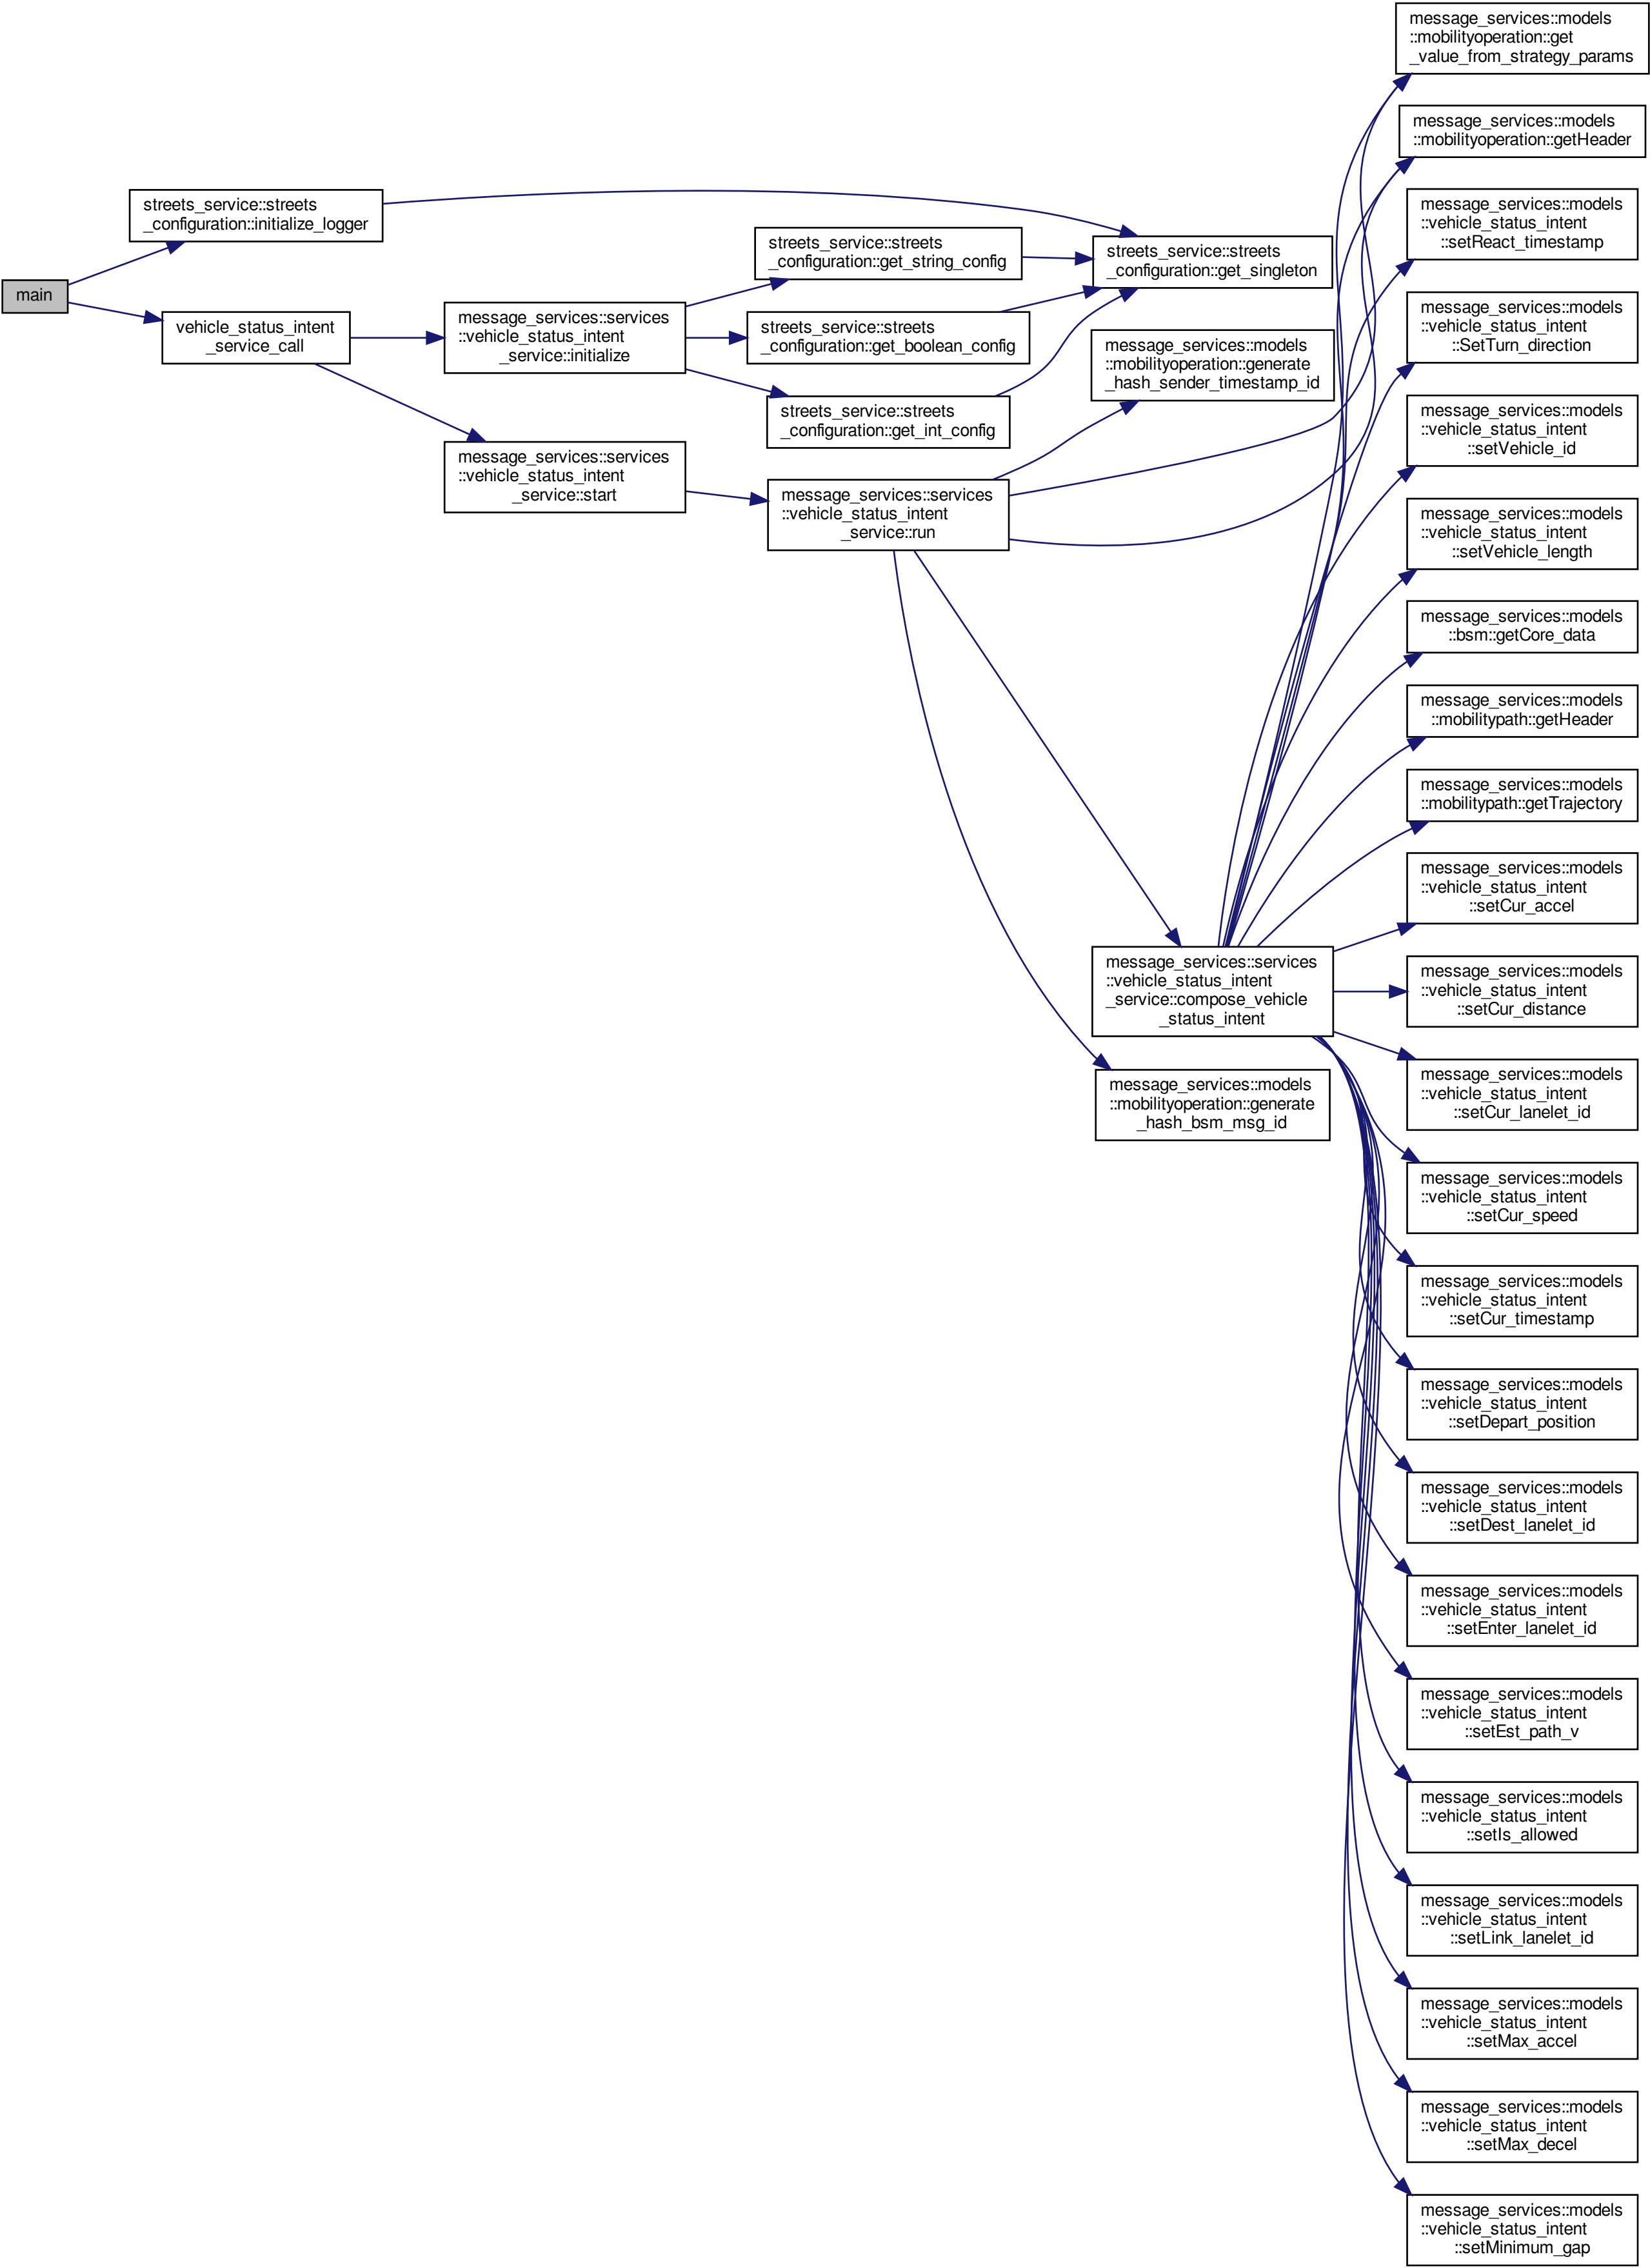 main
streets_service::streets
_configuration::initialize_logger
vehicle_status_intent
_service_call
message_services::services
::vehicle_status_intent
_service::initialize
message_services::services
::vehicle_status_intent
_service::start
streets_service::streets
_configuration::get_string_config
streets_service::streets
_configuration::get_boolean_config
streets_service::streets
_configuration::get_int_config
message_services::services
::vehicle_status_intent
_service::run
streets_service::streets
_configuration::get_singleton
message_services::models
::mobilityoperation::generate
_hash_sender_timestamp_id
message_services::services
::vehicle_status_intent
_service::compose_vehicle
_status_intent
message_services::models
::mobilityoperation::generate
_hash_bsm_msg_id
message_services::models
::mobilityoperation::get
_value_from_strategy_params
message_services::models
::mobilityoperation::getHeader
message_services::models
::vehicle_status_intent
::setReact_timestamp
message_services::models
::vehicle_status_intent
::SetTurn_direction
message_services::models
::vehicle_status_intent
::setVehicle_id
message_services::models
::vehicle_status_intent
::setVehicle_length
message_services::models
::bsm::getCore_data
message_services::models
::mobilitypath::getHeader
message_services::models
::mobilitypath::getTrajectory
message_services::models
::vehicle_status_intent
::setCur_accel
message_services::models
::vehicle_status_intent
::setCur_distance
message_services::models
::vehicle_status_intent
::setCur_lanelet_id
message_services::models
::vehicle_status_intent
::setCur_speed
message_services::models
::vehicle_status_intent
::setCur_timestamp
message_services::models
::vehicle_status_intent
::setDepart_position
message_services::models
::vehicle_status_intent
::setDest_lanelet_id
message_services::models
::vehicle_status_intent
::setEnter_lanelet_id
message_services::models
::vehicle_status_intent
::setEst_path_v
message_services::models
::vehicle_status_intent
::setIs_allowed
message_services::models
::vehicle_status_intent
::setLink_lanelet_id
message_services::models
::vehicle_status_intent
::setMax_accel
message_services::models
::vehicle_status_intent
::setMax_decel
message_services::models
::vehicle_status_intent
::setMinimum_gap